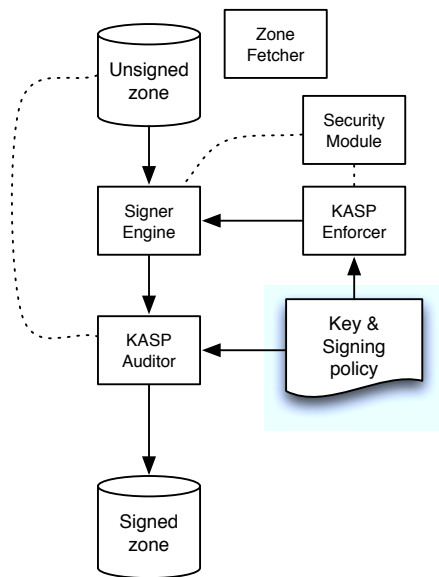 Unsigned
zone
Zone
Fetcher
Security
Module
Signer
Engine
KASP
Enforcer
KASP
Auditor
Key &
Signing
policy
Signed
zone